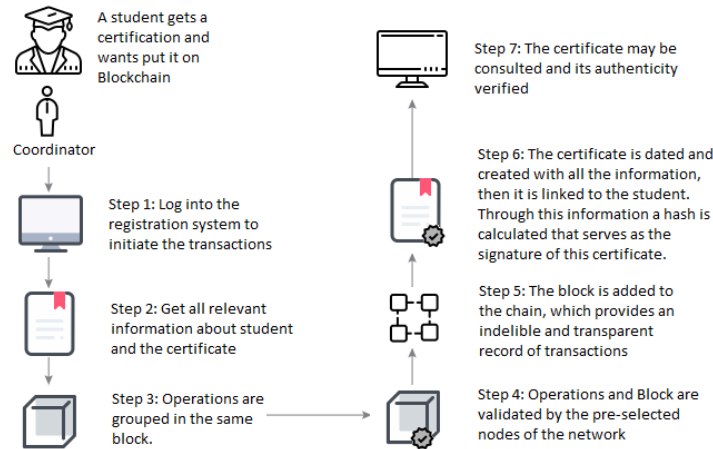 A student gets a
certification and
wants put it on
Blockchain
Coordinator
Step 1: Log into the
registration system to
initiate the transactions
Step 2: Get all relevant
information about student
and the certificate
Step 3: Operations are
grouped in the same
block.
Step 4: Operations and Block are
validated by the pre-selected
nodes of the network
Step 5: The block is added to
the chain, which provides an
indelible and transparent
record of transactions
Step 6: The certificate is dated and
created with all the information,
then it is linked to the student.
Through this information a hash is
calculated that serves as the
signature of this certificate.
Step 7: The certificate may be
consulted and its authenticity
verified